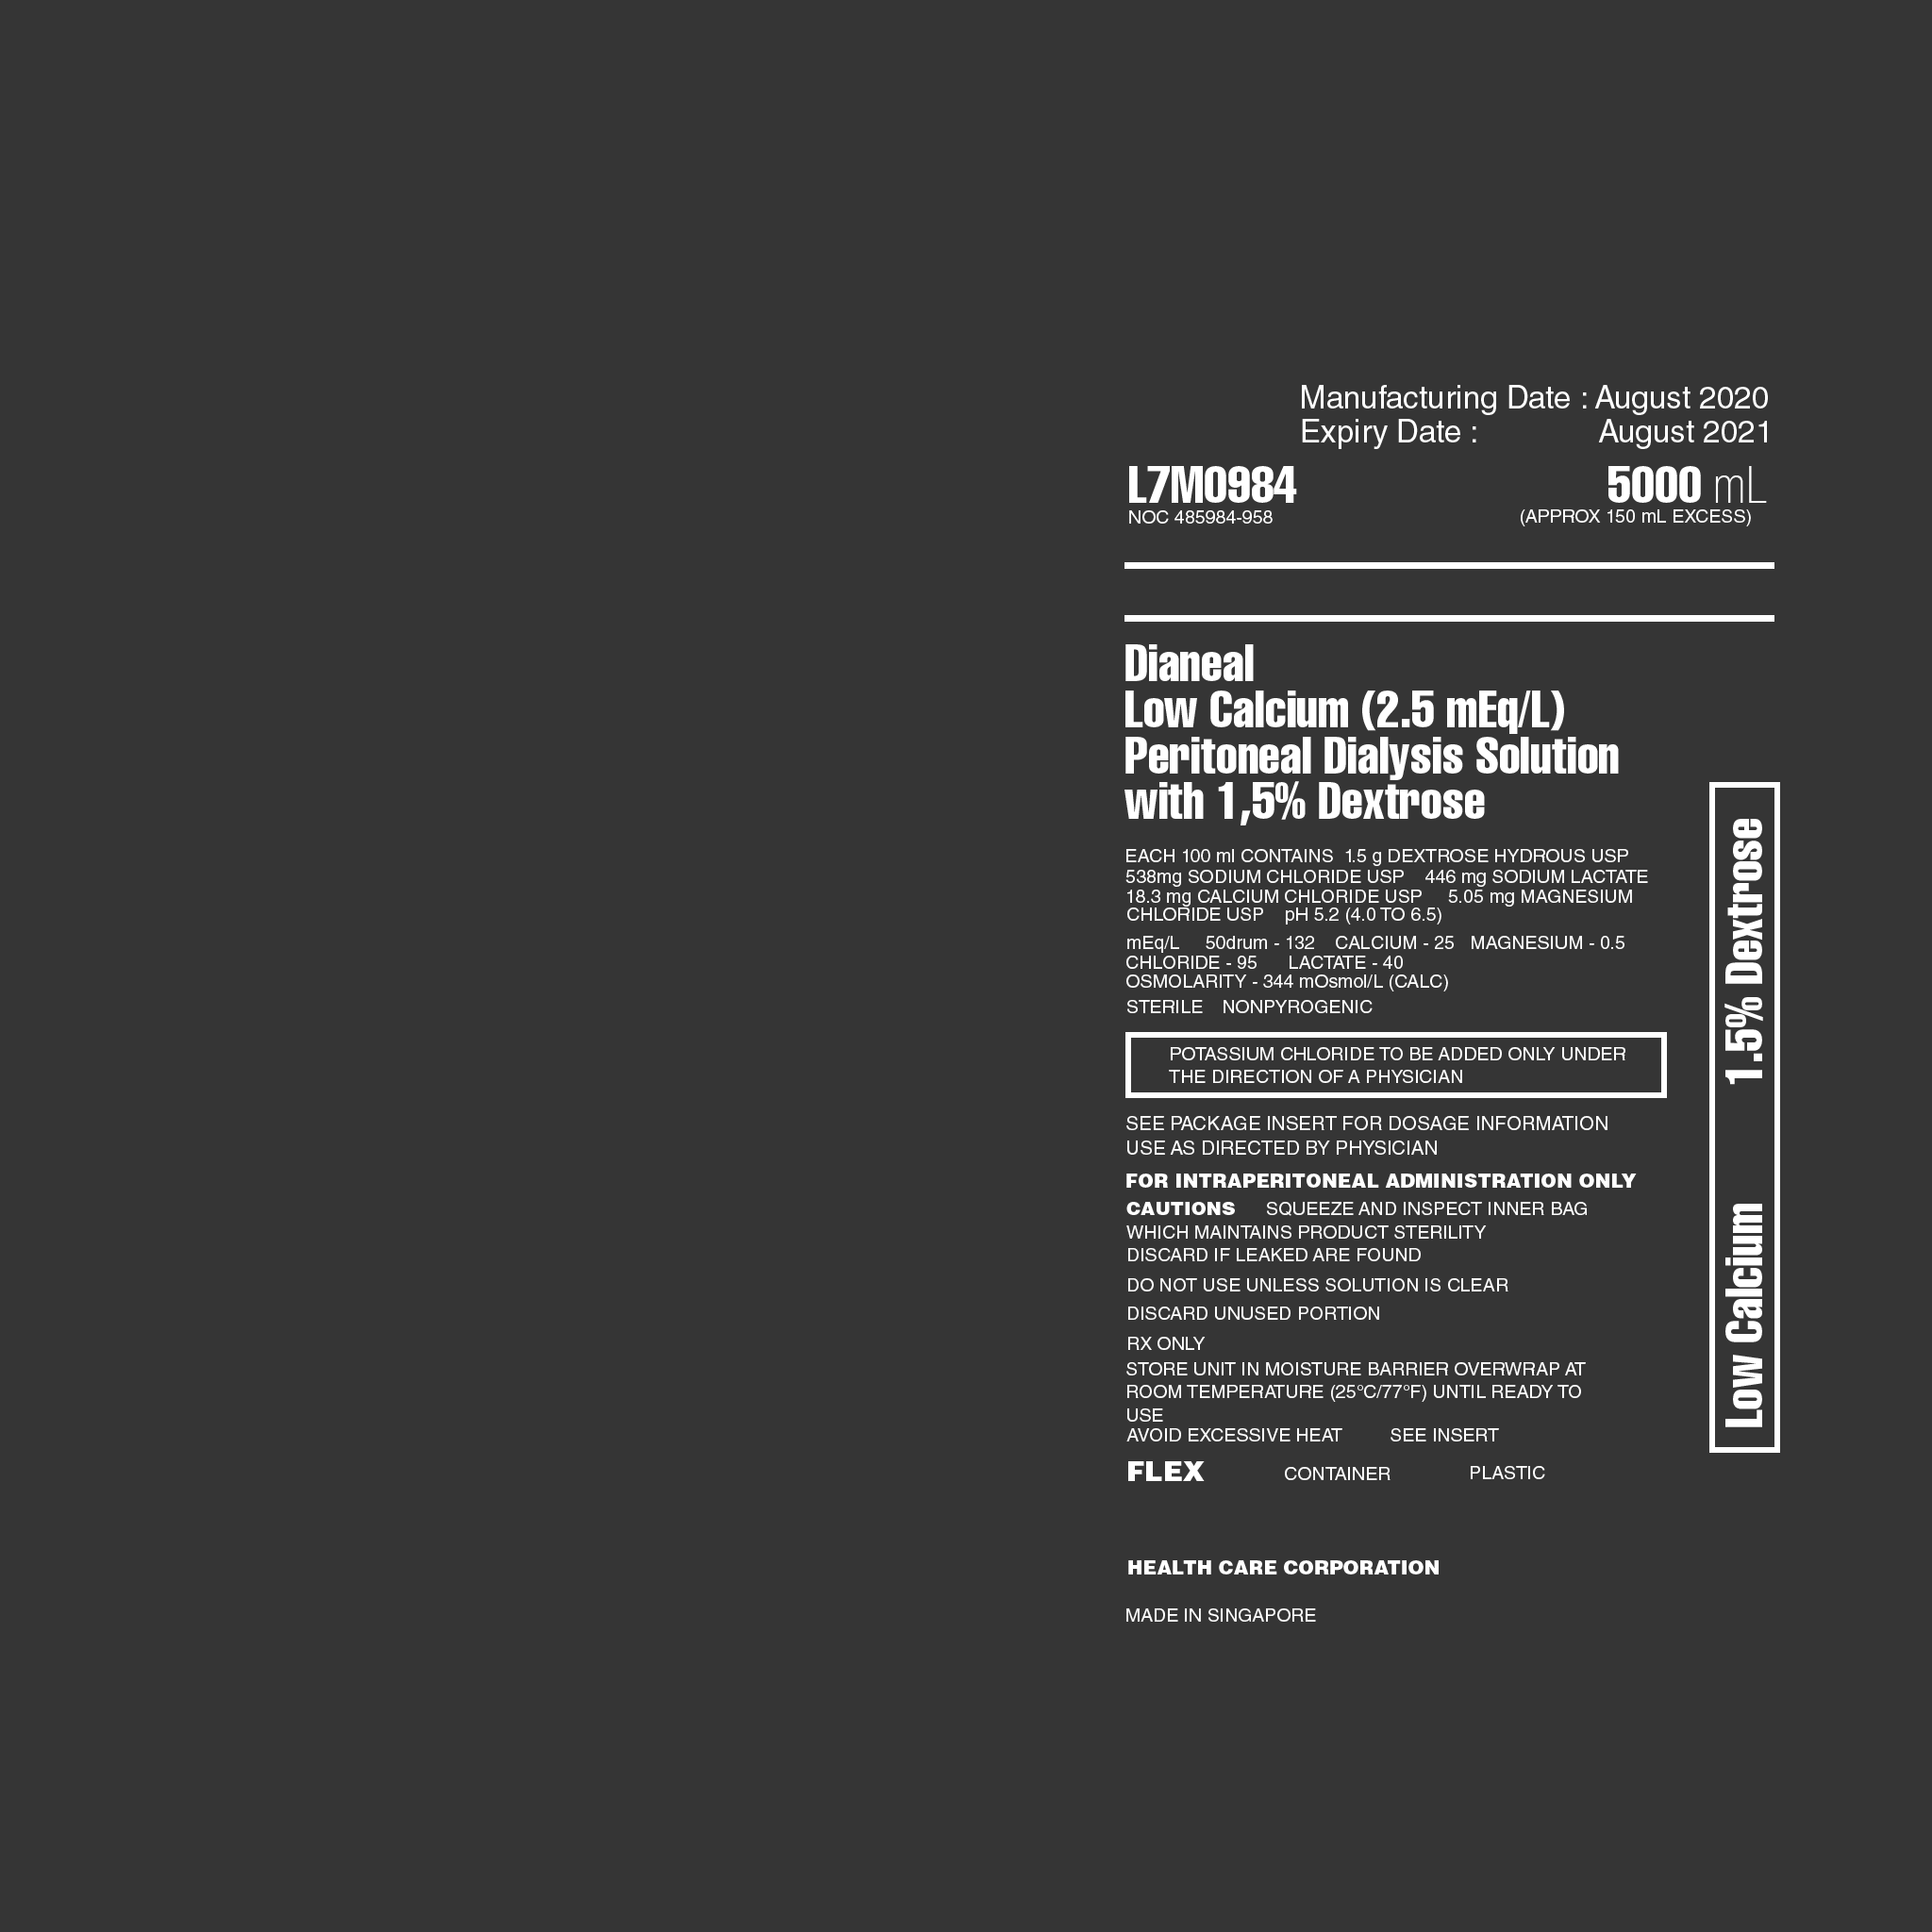 Manufacturing Date : August 2020
Expiry Date : August 2021
L7M0984 5000 mL
NOC 485984-958 (APPROX 150 mL EXCESS)
Dianeal
Low Calcium (2.5 mEq/L)
Peritoneal Dialysis Solution
with 1,5% Dextrose
EACH 100 ml CONTAINS 1.5 g DEXTROSE HYDROUS USP
538mg SODIUM CHLORIDE USP 446 mg SODIUM LACTATE
18.3 mg CALCIUM CHLORIDE USP 5.05 mg MAGNESIUM
CHLORIDE USP pH 5.2 (4.0 TO 6.5)
mEq/L 50drum - 132 CALCIUM - 25 MAGNESIUM - 0.5
CHLORIDE - 95 LACTATE - 40
OSMOLARITY - 344 mOsmol/L (CALC)
STERILE NONPYROGENIC
POTASSIUM CHLORIDE TO BE ADDED ONLY UNDER
THE DIRECTION OF A PHYSICIAN
SEE PACKAGE INSERT FOR DOSAGE INFORMATION
USE AS DIRECTED BY PHYSICIAN
FOR INTRAPERITONEAL ADMINISTRATION ONLY
CAUTIONS SQUEEZE AND INSPECT INNER BAG
WHICH MAINTAINS PRODUCT STERILITY
DISCARD IF LEAKED ARE FOUND
DO NOT USE UNLESS SOLUTION IS CLEAR
DISCARD UNUSED PORTION
RX ONLY
STORE UNIT IN MOISTURE BARRIER OVERWRAP AT
ROOM TEMPERATURE (25°C/77°F) UNTIL READY TO
USE
AVOID EXCESSIVE HEAT SEE INSERT
FLEX CONTAINER PLASTIC
HEALTH CARE CORPORATION
MADE IN SINGAPORE
Low Calcium 1.5% Dextrose